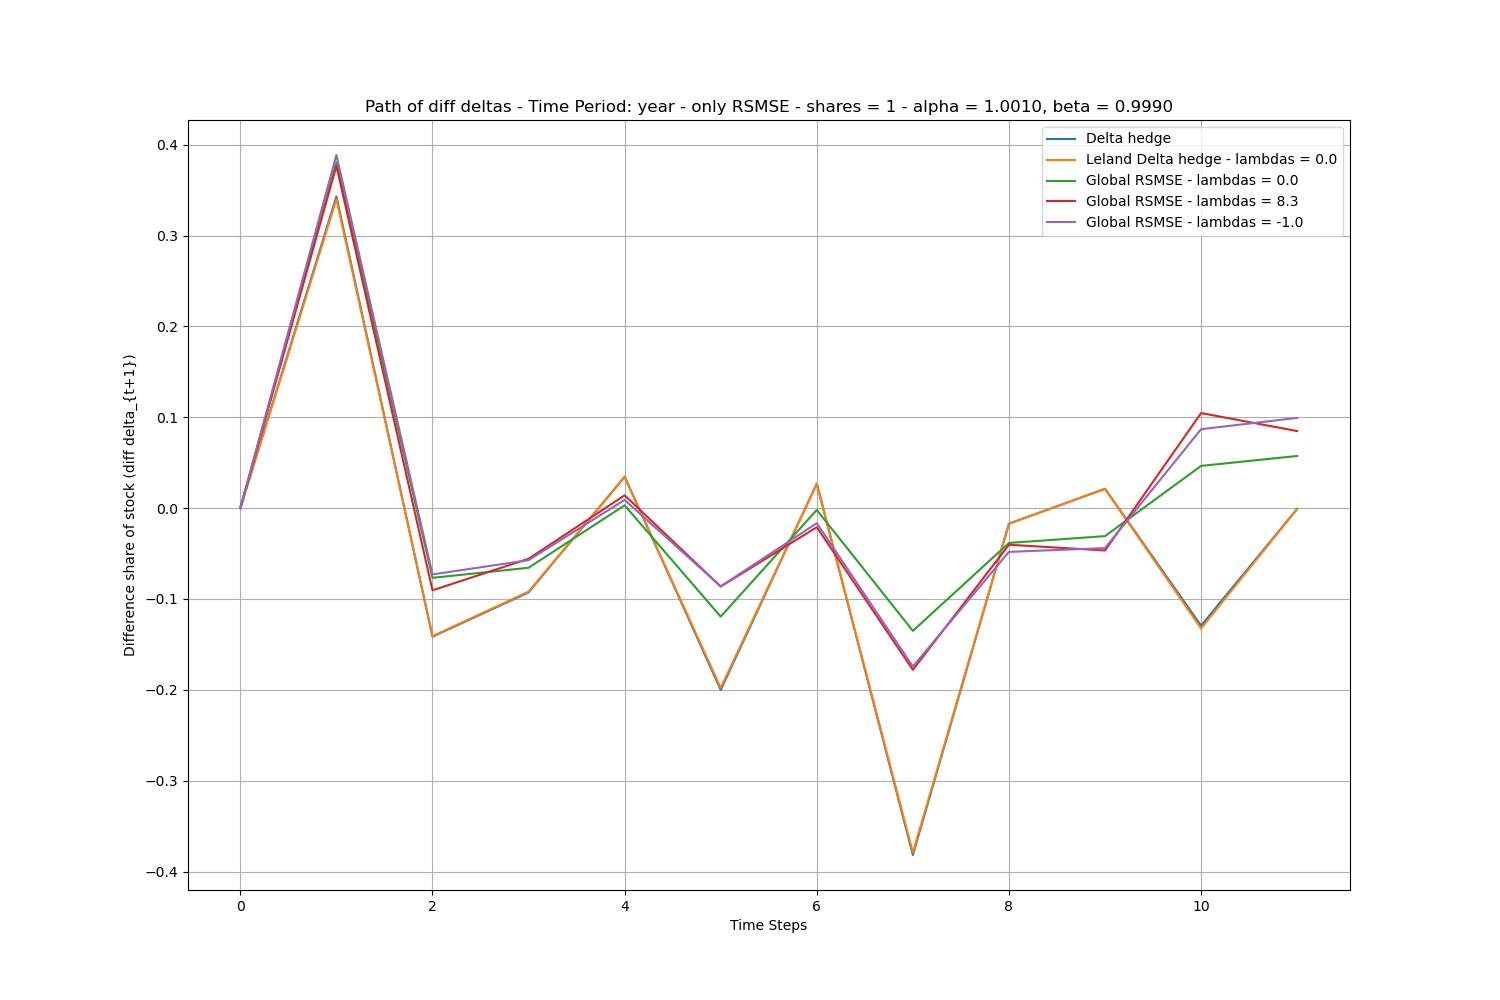 Path of diff deltas - Time Period: year - only RSMSE - shares = 1 - alpha = 1.0010, beta = 0.9990
Delta hedge
Leland Delta hedge - lambdas = 0.0
Global RSMSE - lambdas = 0.0
Global RSMSE - lambdas = 8.3
Global RSMSE - lambdas = -1.0
Difference share of stock (diff delta_{t+1})
0.4
0.3
0.2
0.1
0.0
−0.1
−0.2
−0.3
−0.4
0 2 4 6 8 10
Time Steps